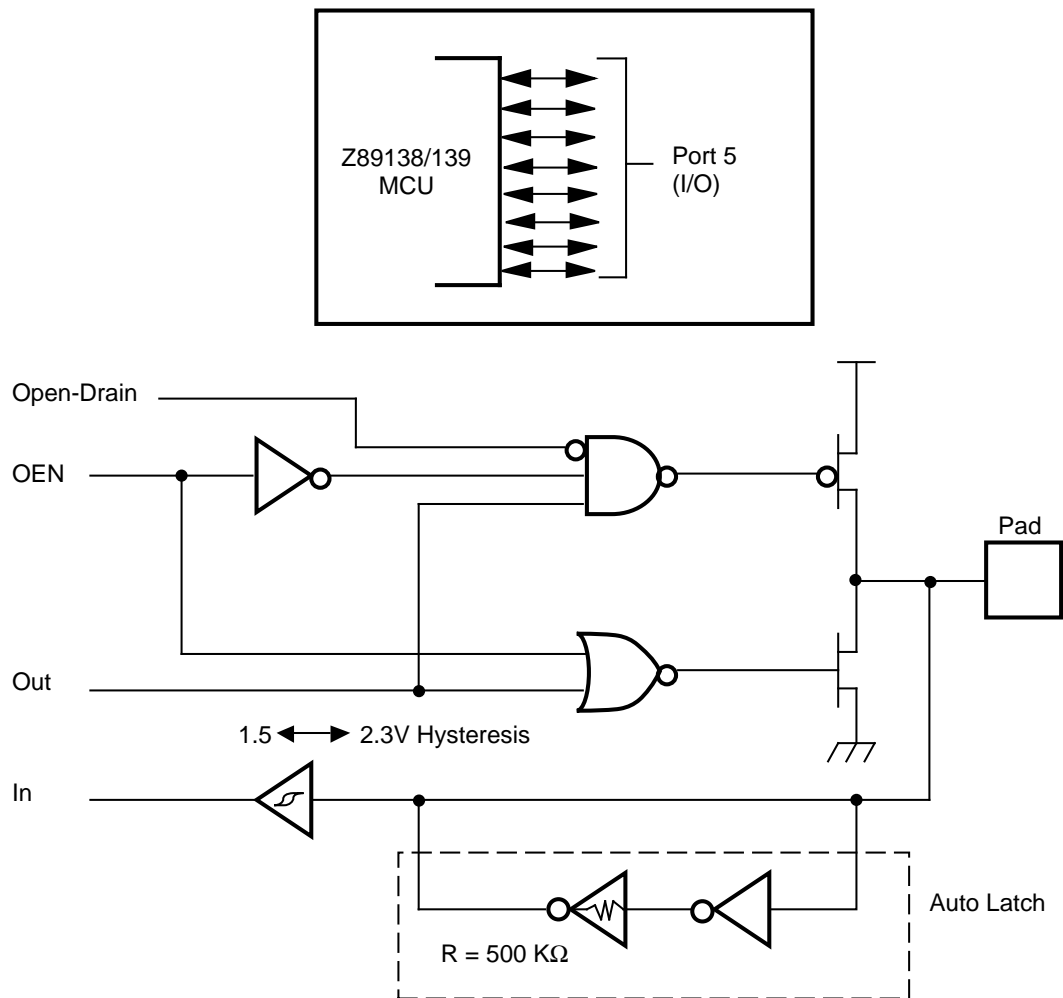 Z89138/139
MCU
Port 5
(I/O)
Open-Drain
OEN
Pad
Out
1.5 2.3V Hysteresis
In
Auto Latch
R = 500 KΩ